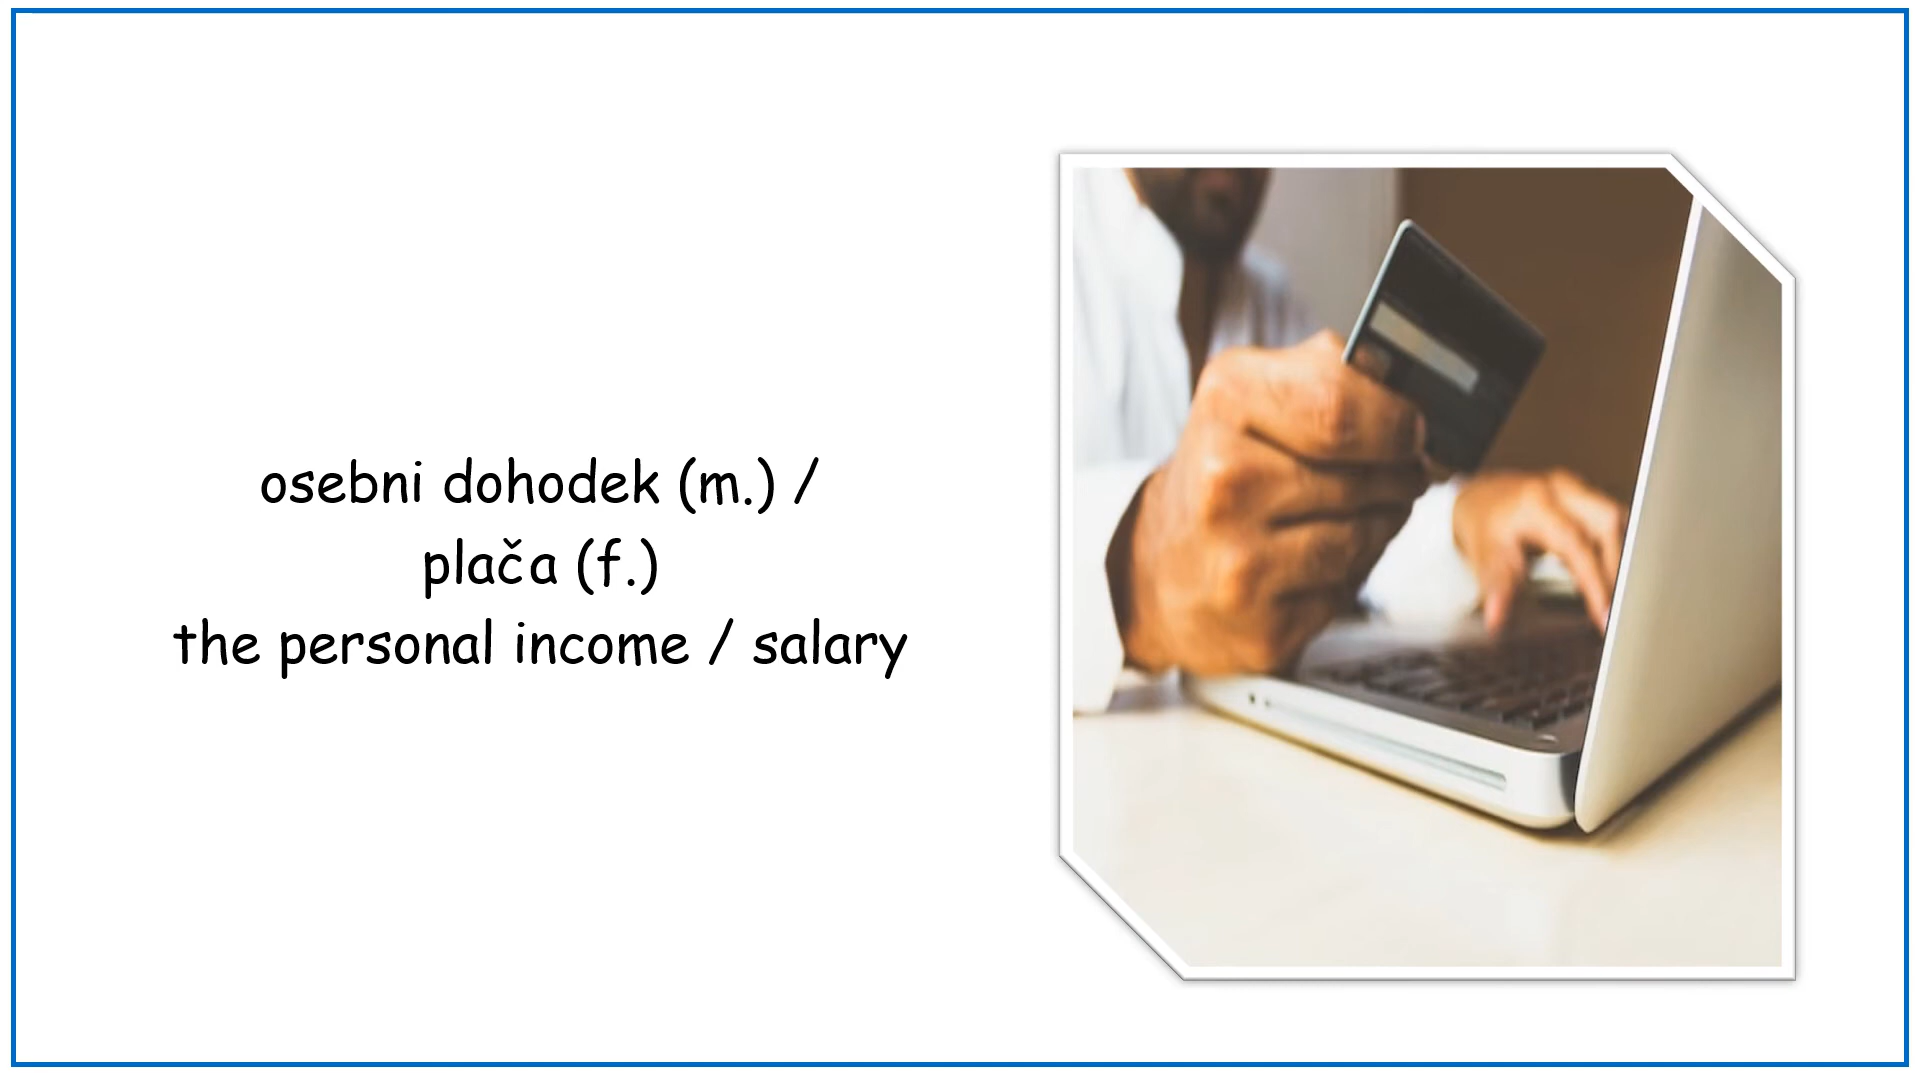 osebni dohodek (m.) /
plača (f.)
the personal income / salary